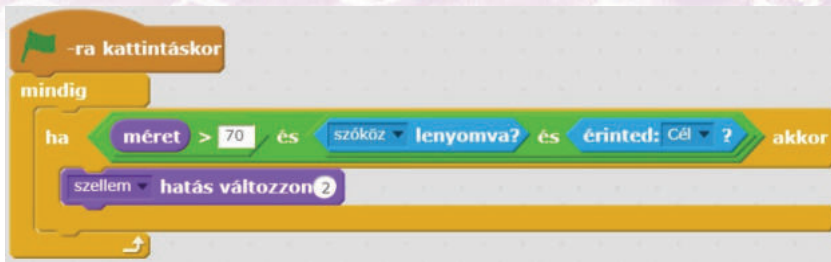 -ra kattintáskor
mindig
ha méret > 70 és szóköz lenyomva? és érinted: Cél ? akkor
szellem hatás változzon 2